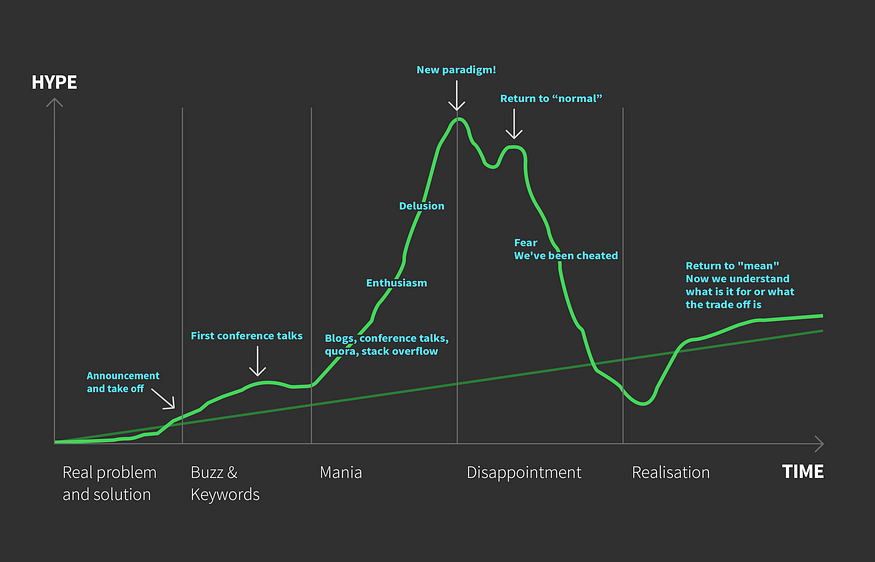 HYPE
New paradigm!
Return to “normal”
Delusion
Fear
We've been cheated
Enthusiasm
Return to "mean"
Now we understand
what is it for or what
the trade off is
First conference talks
Blogs, conference talks,
quora, stack overflow
Announcement
and take off
Real problem
and solution
Buzz &
Keywords
Mania
Disappointment
Realisation
TIME